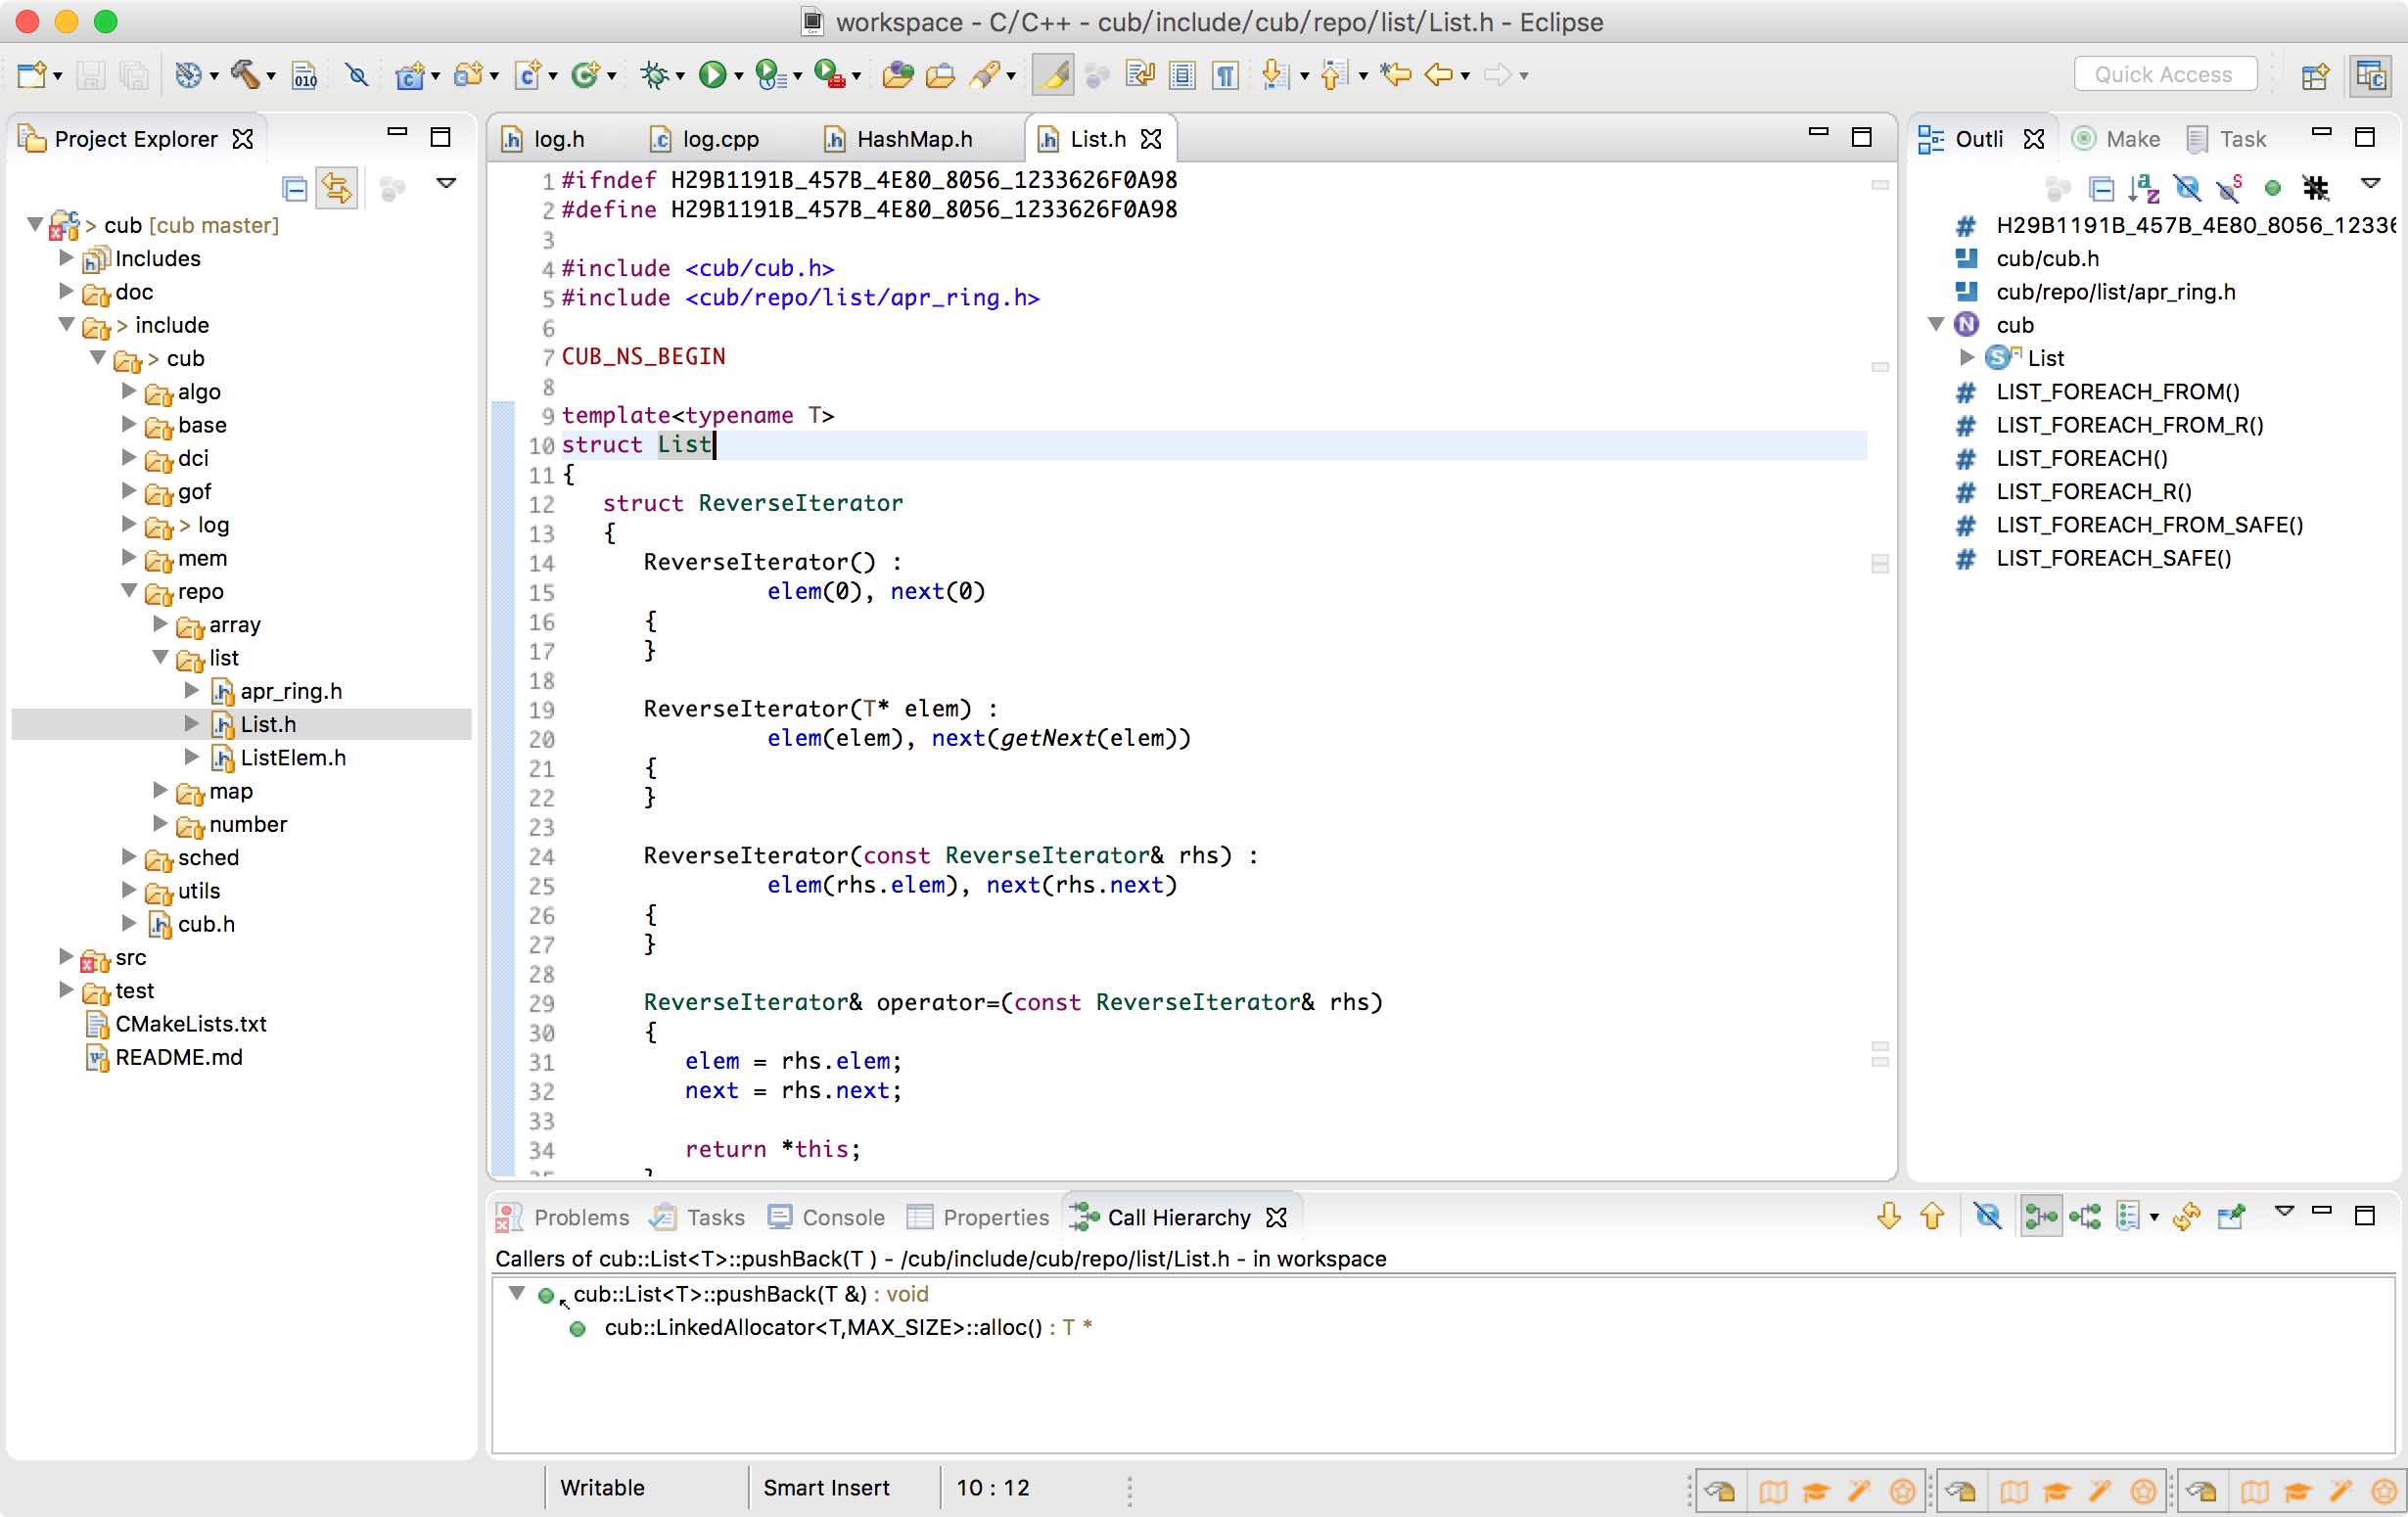 workspace - C/C++ - cub/include/cub/repo/list/List.h - Eclipse
010
Quick Access
Project Explorer
> cub [cub master]
Includes
doc
> include
> cub
algo
base
dci
gof
> log
mem
repo
array
list
apr_ring.h
List.h
ListElem.h
map
number
sched
utils
cub.h
src
test
CMakeLists.txt
README.md
log.h
log.cpp
HashMap.h
List.h
1 #ifndef H29B1191B_457B_4E80_8056_1233626F0A98
2 #define H29B1191B_457B_4E80_8056_1233626F0A98
3
4 #include <cub/cub.h>
5 #include <cub/repo/list/apr_ring.h>
6
7 CUB_NS_BEGIN
8
9 template<typename T>
10 struct List
11 {
12 struct ReverseIterator
13 {
14 ReverseIterator() :
15 elem(0), next(0)
16 {
17 }
18
19 ReverseIterator(T* elem) :
20 elem(elem), next(getNext(elem))
21 {
22 }
23
24 ReverseIterator(const ReverseIterator& rhs) :
25 elem(rhs.elem), next(rhs.next)
26 {
27 }
28
29 ReverseIterator& operator=(const ReverseIterator& rhs)
30 {
31 elem = rhs.elem;
32 next = rhs.next;
33
34 return *this;
Outli
Make
Task
H29B1191B_457B_4E80_8056_12336
cub/cub.h
cub/repo/list/apr_ring.h
cub
List
LIST_FOREACH_FROM()
LIST_FOREACH_FROM_R()
LIST_FOREACH()
LIST_FOREACH_R()
LIST_FOREACH_FROM_SAFE()
LIST_FOREACH_SAFE()
Problems
Tasks
Console
Properties
Call Hierarchy
Callers of cub::List<T>::pushBack(T ) - /cub/include/cub/repo/list/List.h - in workspace
cub::List<T>::pushBack(T &) : void
cub::LinkedAllocator<T,MAX_SIZE>::alloc() : T *
Writable
Smart Insert
10 : 12